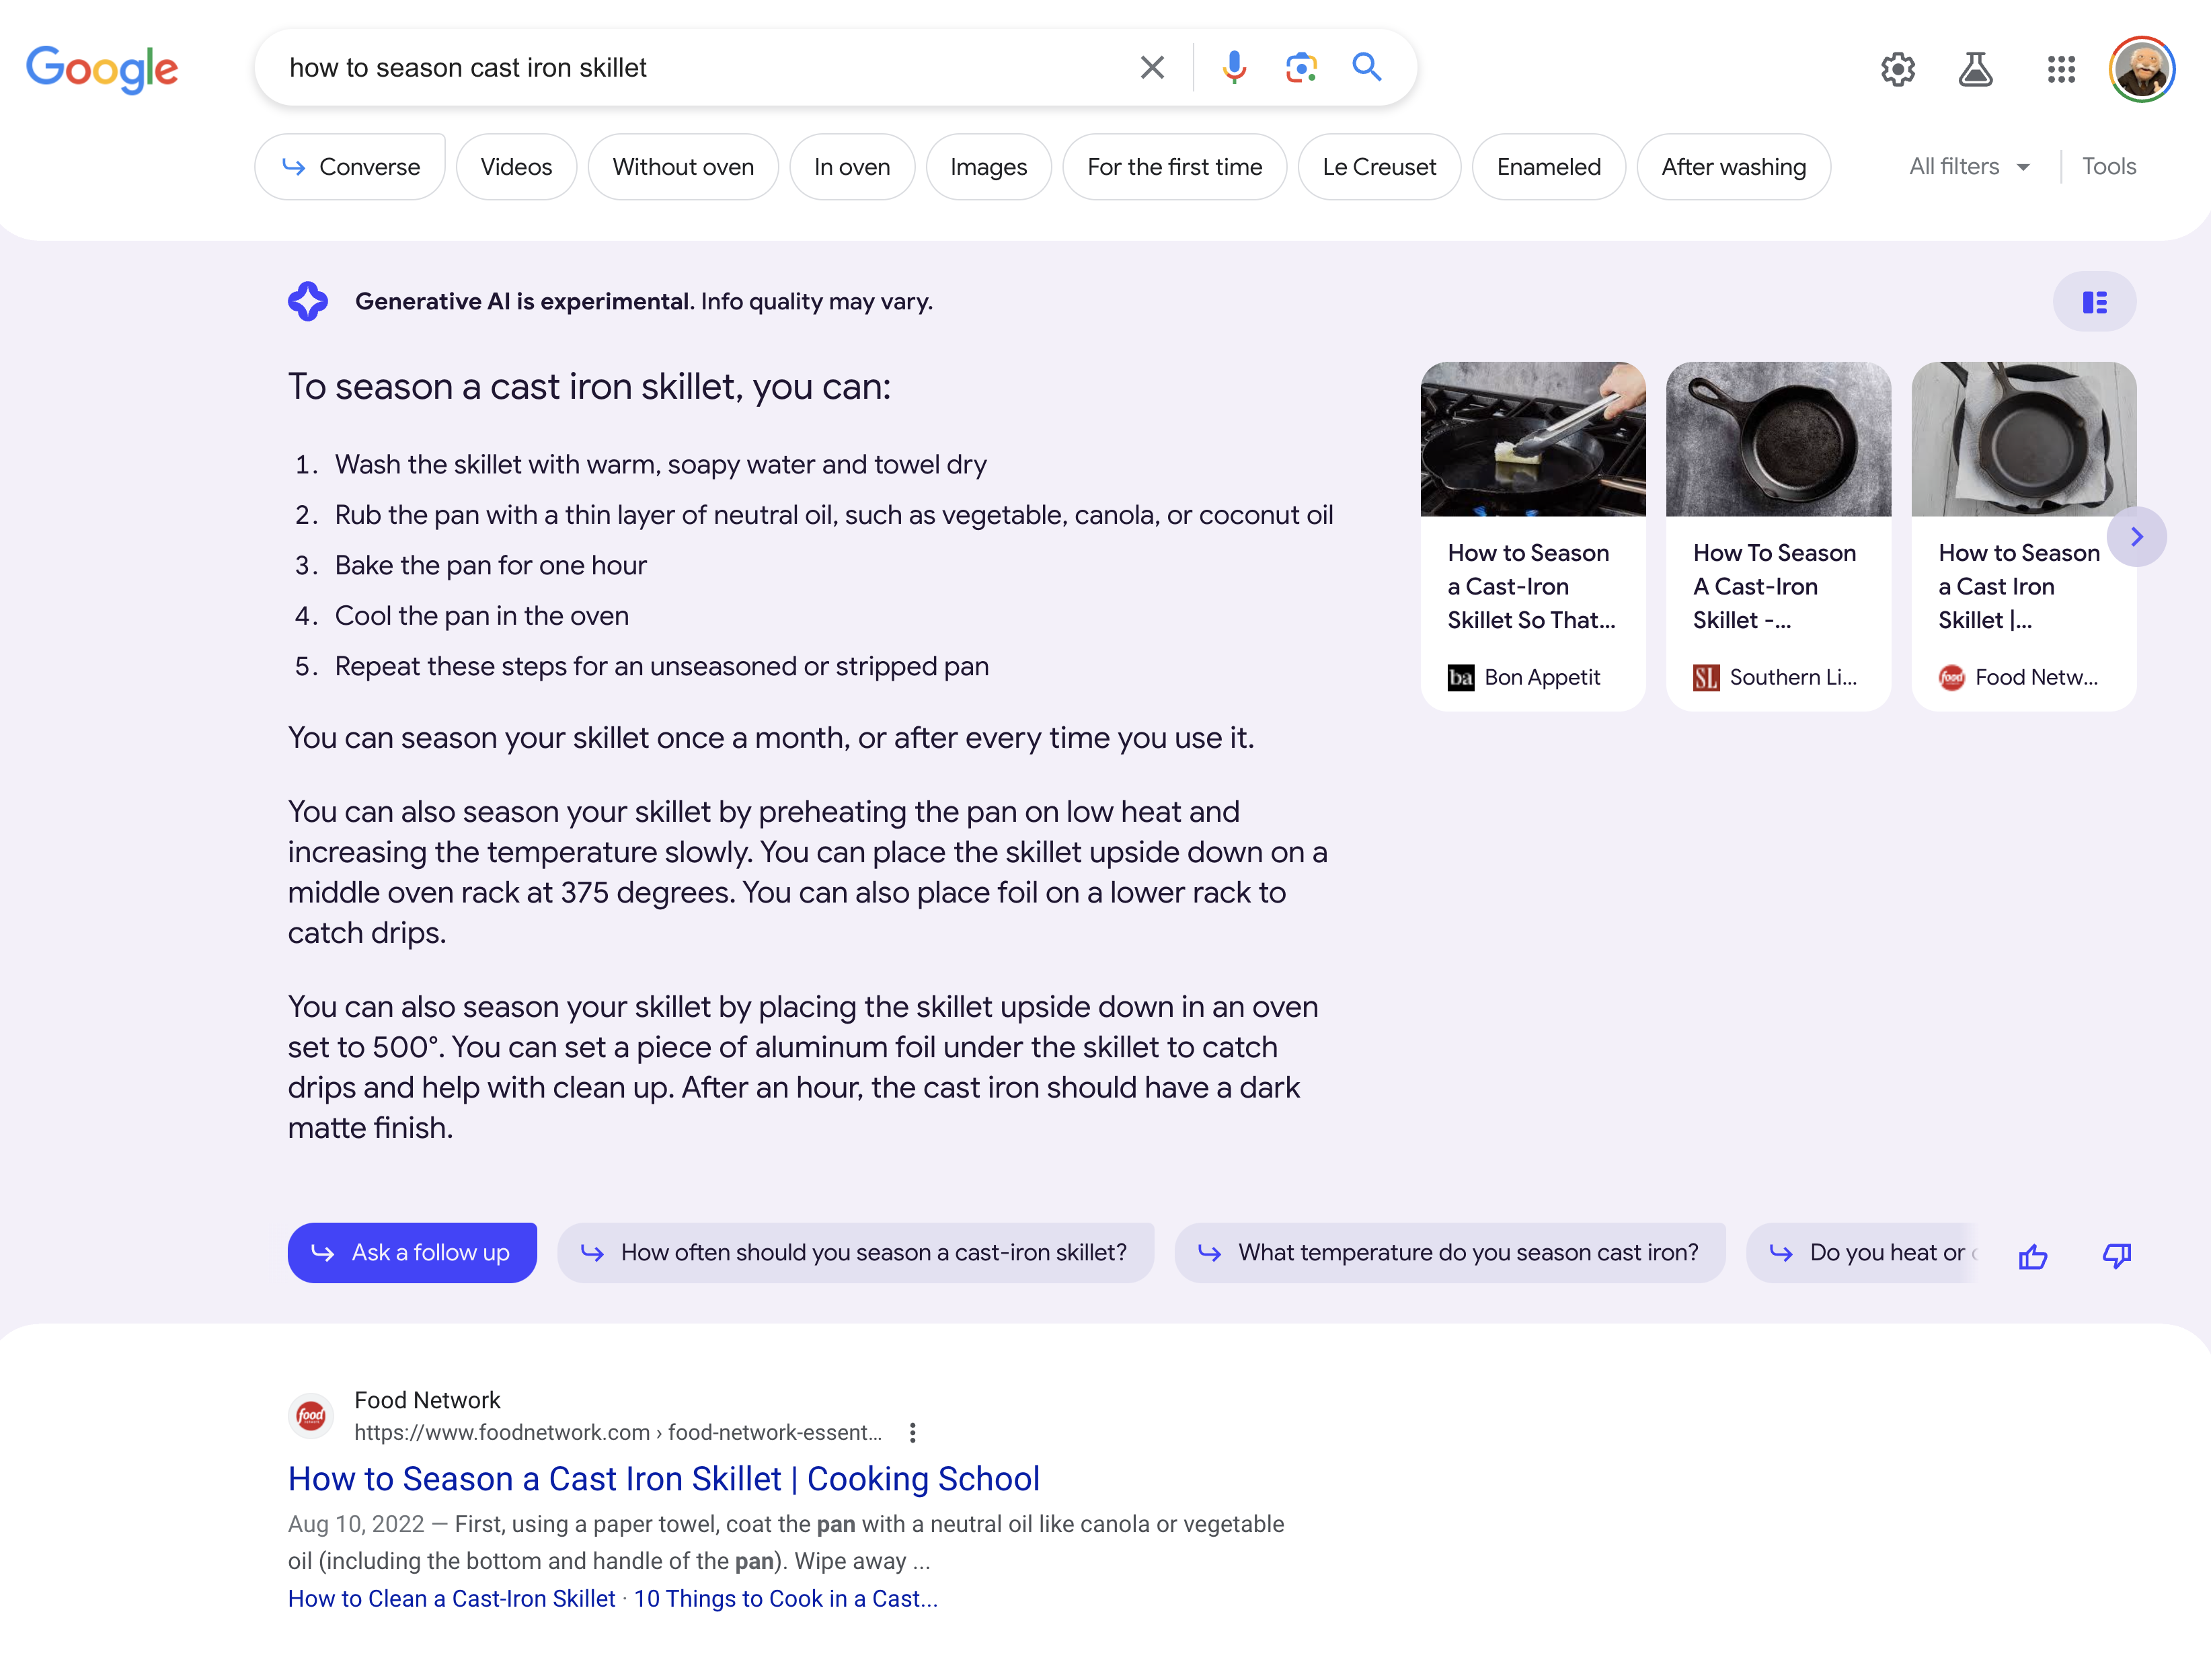 Google
how to season cast iron skillet
Converse
Videos
Without oven
In oven
Images
For the first time
Le Creuset
Enameled
After washing
All filters
Tools
Generative AI is experimental. Info quality may vary.
To season a cast iron skillet, you can:
1. Wash the skillet with warm, soapy water and towel dry
2. Rub the pan with a thin layer of neutral oil, such as vegetable, canola, or coconut oil
3. Bake the pan for one hour
4. Cool the pan in the oven
5. Repeat these steps for an unseasoned or stripped pan
You can season your skillet once a month, or after every time you use it.
You can also season your skillet by preheating the pan on low heat and
increasing the temperature slowly. You can place the skillet upside down on a
middle oven rack at 375 degrees. You can also place foil on a lower rack to
catch drips.
You can also season your skillet by placing the skillet upside down in an oven
set to 500°. You can set a piece of aluminum foil under the skillet to catch
drips and help with clean up. After an hour, the cast iron should have a dark
matte finish.
How to Season
a Cast-Iron
Skillet So That...
ba Bon Appetit
How To Season
A Cast-Iron
Skillet -...
SL Southern Li...
How to Season
a Cast Iron
Skillet |...
food Food Netw...
Ask a follow up
How often should you season a cast-iron skillet?
What temperature do you season cast iron?
Do you heat or
food
Food Network
https://www.foodnetwork.com › food-network-essent...
How to Season a Cast Iron Skillet | Cooking School
Aug 10, 2022 — First, using a paper towel, coat the pan with a neutral oil like canola or vegetable
oil (including the bottom and handle of the pan). Wipe away ...
How to Clean a Cast-Iron Skillet · 10 Things to Cook in a Cast...